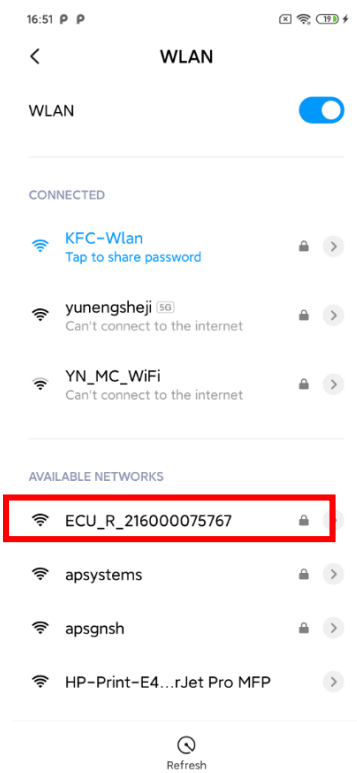 16:51 P P
19
WLAN
WLAN
CONNECTED
KFC-Wlan
Tap to share password
yunengsheji 5G
Can't connect to the internet
YN_MC_WiFi
Can't connect to the internet
AVAILABLE NETWORKS
ECU_R_216000075767
apsystems
apsgnsh
HP-Print-E4...rJet Pro MFP
Refresh